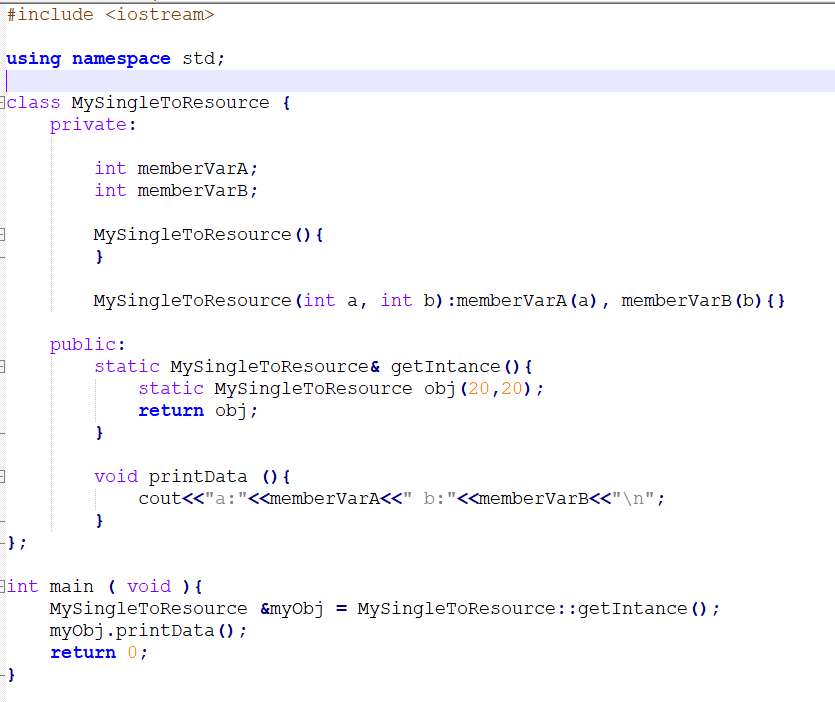 #include <iostream>
using namespace std;
class MySingleToResource {
private:
int memberVarA;
int memberVarB;
MySingleToResource(){
}
MySingleToResource(int a, int b):memberVarA(a), memberVarB(b){}
public:
static MySingleToResource& getIntance(){
static MySingleToResource obj(20,20);
return obj;
}
void printData (){
cout<<"a:"<<memberVarA<<" b:"<<memberVarB<<"\n";
}
};
int main ( void ){
MySingleToResource &myObj = MySingleToResource::getIntance();
myObj.printData();
return 0;
}